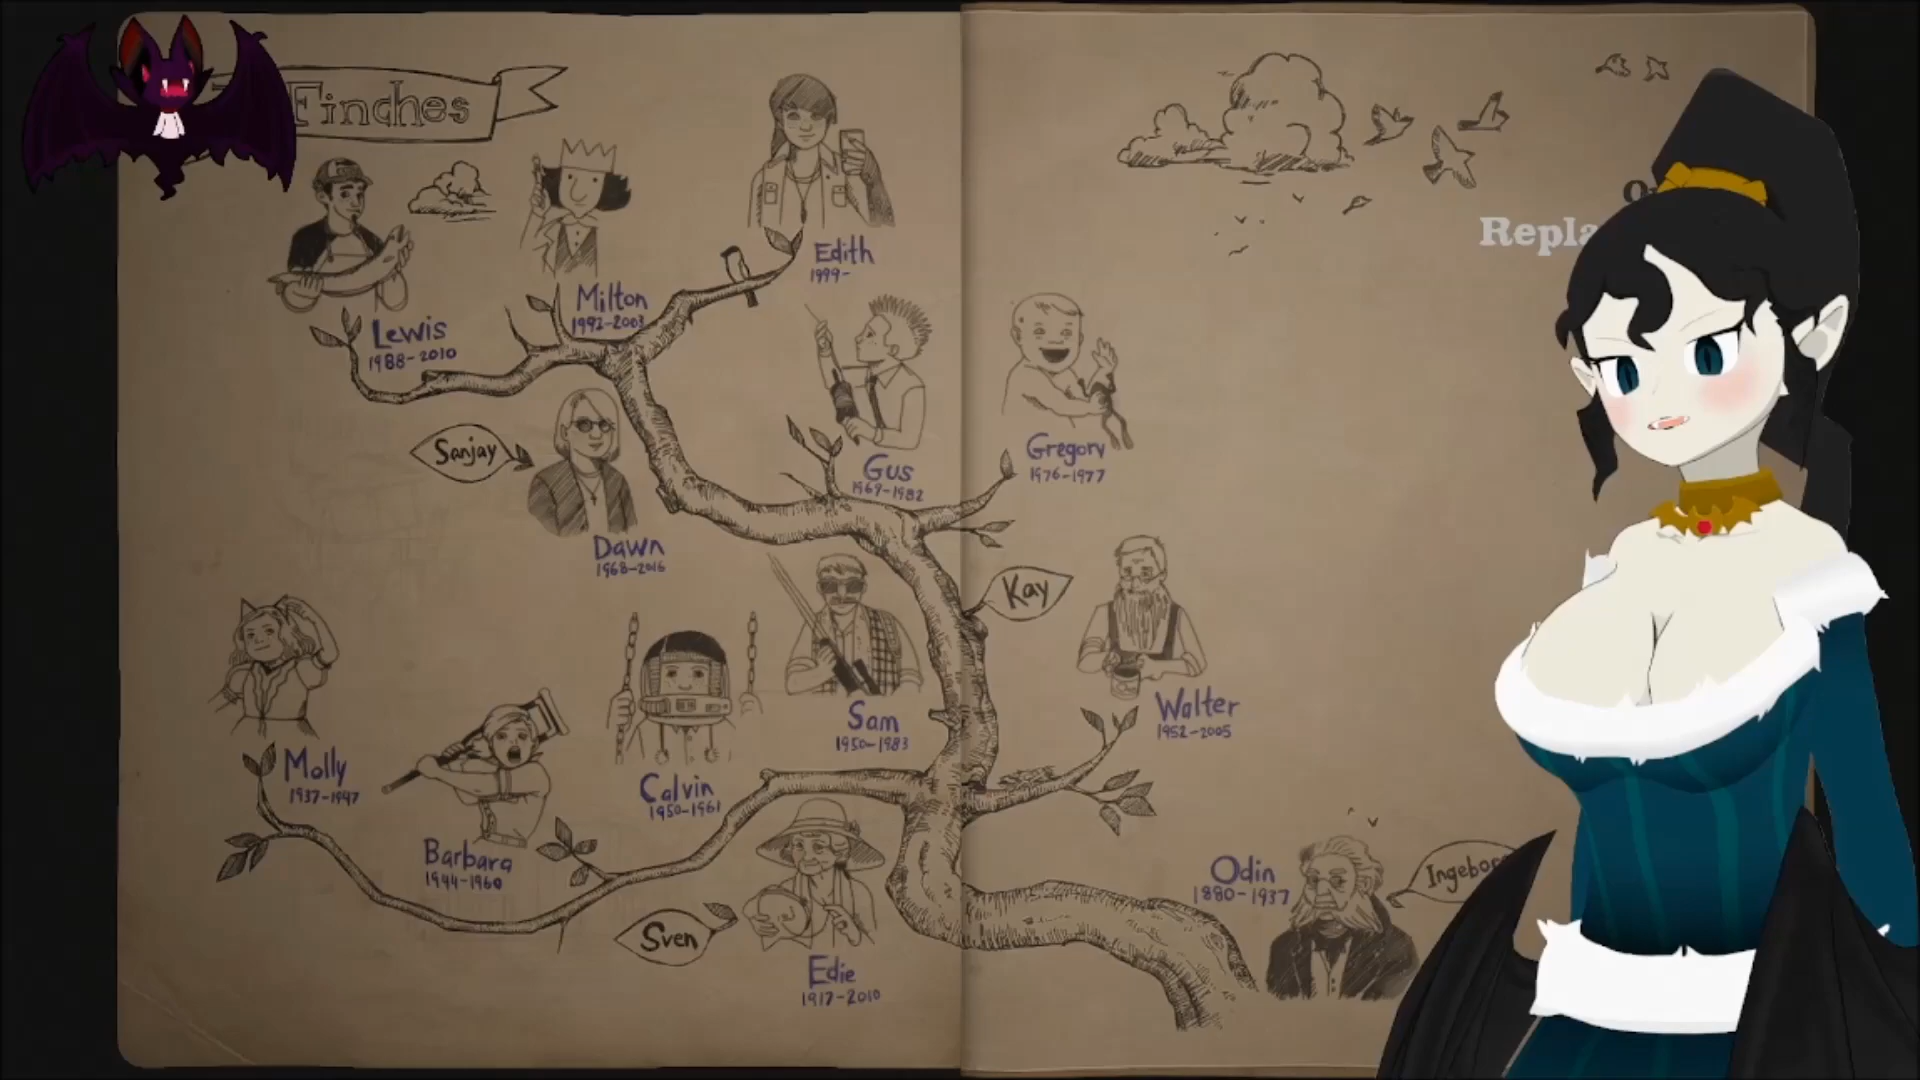 Finches
Edith
1999-
Milton
1992-2003
Lewis
1988-2010
Repla
Gus
1969-1982
Gregory
1976-1977
Sanjay
Dawn
1968-2016
Kay
Sam
1950-1983
Walter
1952-2005
Molly
1937-1947
Calvin
1950-1961
Barbara
1944-1960
Odin
1880-1937
Ingebor
Sven
Edie
1917-2010